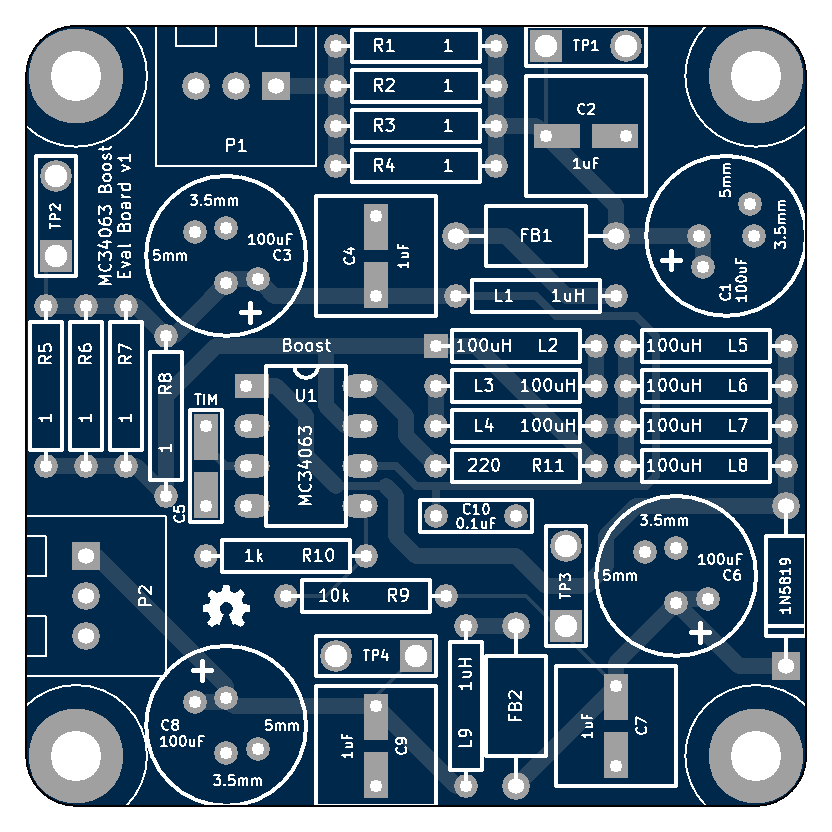 R1 1
R2 1
R3 1
R4 1
TP1
C2
1uF
P1
TP2
MC34063 Boost
Eval Board v1
3.5mm
5mm
100uF
C3
+
C4
1uF
FB1
L1 1uH
5mm
3.5mm
+
C1
100uF
R5 1
R6 1
R7 1
R8 1
Boost
TIM
C5
U1
MC34063
100uH L2
L3 100uH
L4 100uH
220 R11
100uH L5
100uH L6
100uH L7
100uH L8
C10
0.1uF
1k R10
10k R9
P2
TP3
3.5mm
5mm
100uF
C6
+
1N5819
TP4
+
C8
100uF
5mm
3.5mm
1uF
C9
L9 1uH
FB2
1uF
C7